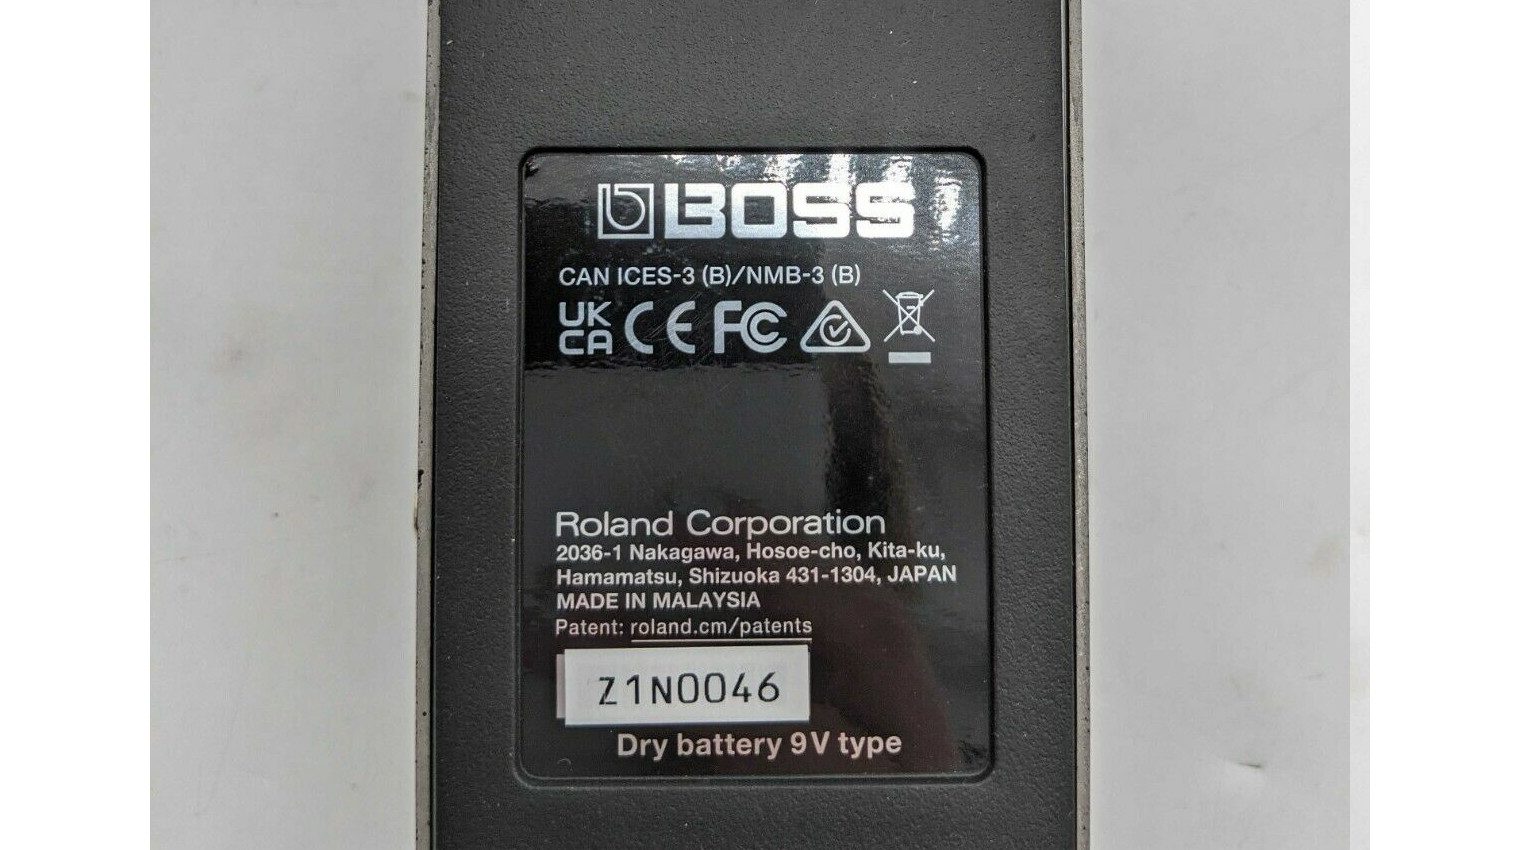 BOSS
CAN ICES-3 (B)/NMB-3 (B)
UK
CA CE FC
Roland Corporation
2036-1 Nakagawa, Hosoe-cho, Kita-ku,
Hamamatsu, Shizuoka 431-1304, JAPAN
MADE IN MALAYSIA
Patent: roland.cm/patents
Z1N0046
Dry battery 9V type